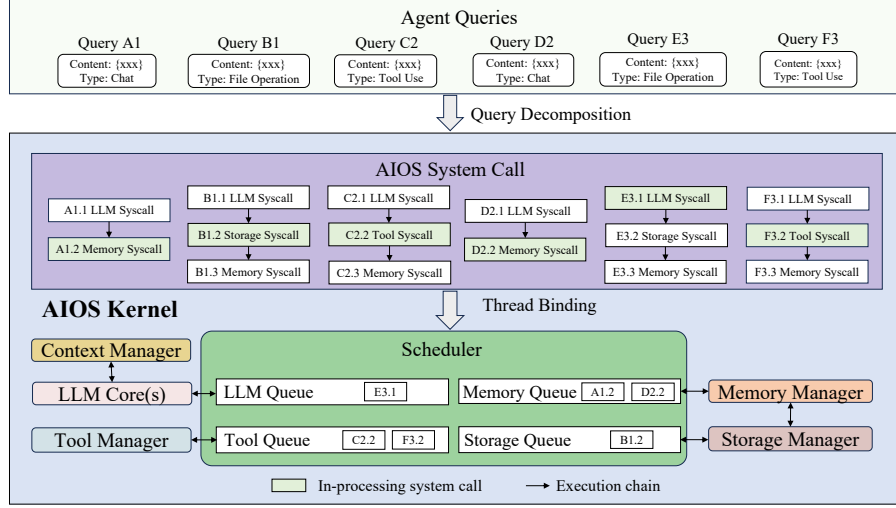 Agent Queries
Query A1
Query B1
Query C2
Query D2
Query E3
Query F3
Content: {xxx}
Type: Chat
Content: {xxx}
Type: File Operation
Content: {xxx}
Type: Tool Use
Content: {xxx}
Type: Chat
Content: {xxx}
Type: File Operation
Content: {xxx}
Type: Tool Use
Query Decomposition
AIOS System Call
A1.1 LLM Syscall
A1.2 Memory Syscall
B1.1 LLM Syscall
B1.2 Storage Syscall
B1.3 Memory Syscall
C2.1 LLM Syscall
C2.2 Tool Syscall
C2.3 Memory Syscall
D2.1 LLM Syscall
D2.2 Memory Syscall
E3.1 LLM Syscall
E3.2 Storage Syscall
E3.3 Memory Syscall
F3.1 LLM Syscall
F3.2 Tool Syscall
F3.3 Memory Syscall
AIOS Kernel
Thread Binding
Context Manager
LLM Core(s)
Tool Manager
Scheduler
LLM Queue
E3.1
Memory Queue
A1.2
D2.2
Tool Queue
C2.2
F3.2
Storage Queue
B1.2
Memory Manager
Storage Manager
In-processing system call
Execution chain